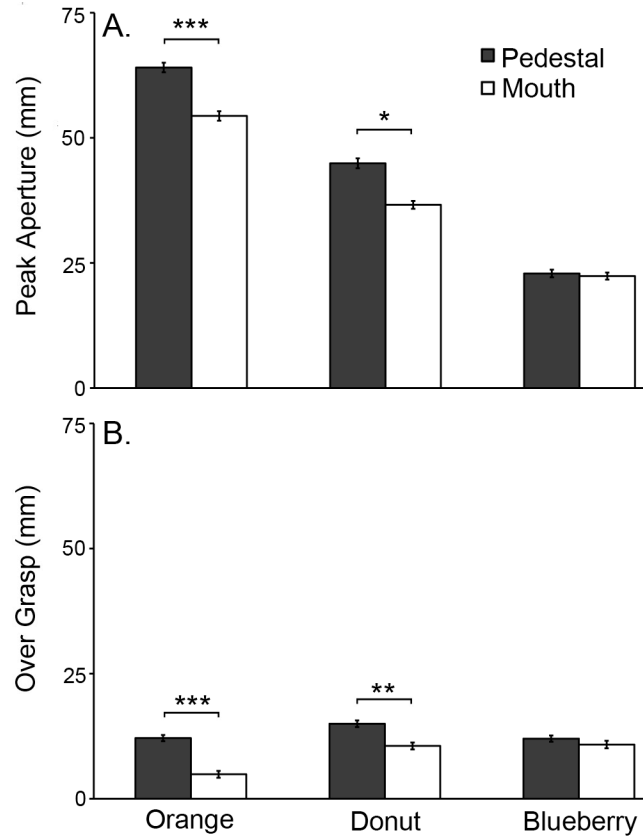 75
A.
***
Pedestal
Mouth
*
50
Peak Aperture (mm)
25
0
75
B.
50
Over Grasp (mm)
25
***
**
0
Orange
Donut
Blueberry